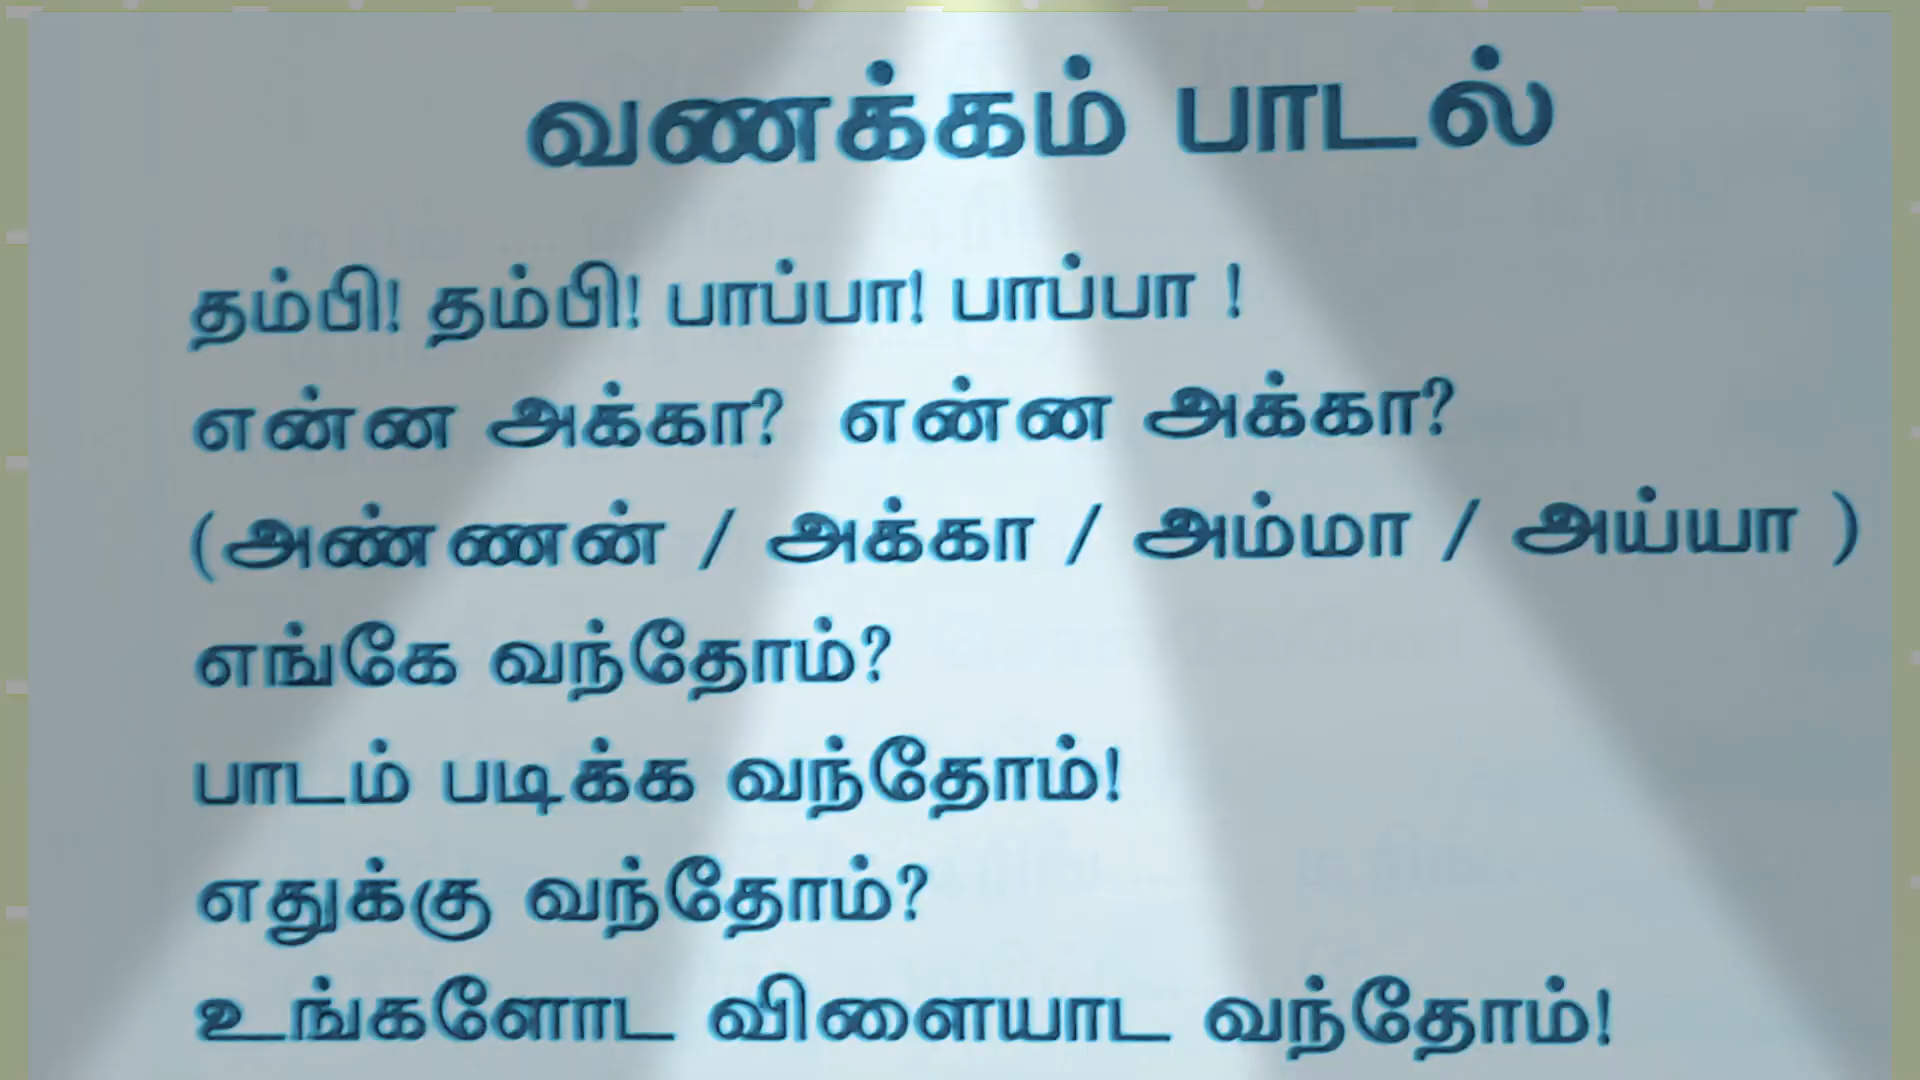 வணக்கம் பாடல்
தம்பி! தம்பி! பாப்பா! பாப்பா !
என்ன அக்கா? என்ன அக்கா?
(அண்ணன் / அக்கா / அம்மா / அய்யா )
எங்கே வந்தோம்?
பாடம் படிக்க வந்தோம்!
எதுக்கு வந்தோம்?
உங்களோட விளையாட வந்தோம்!